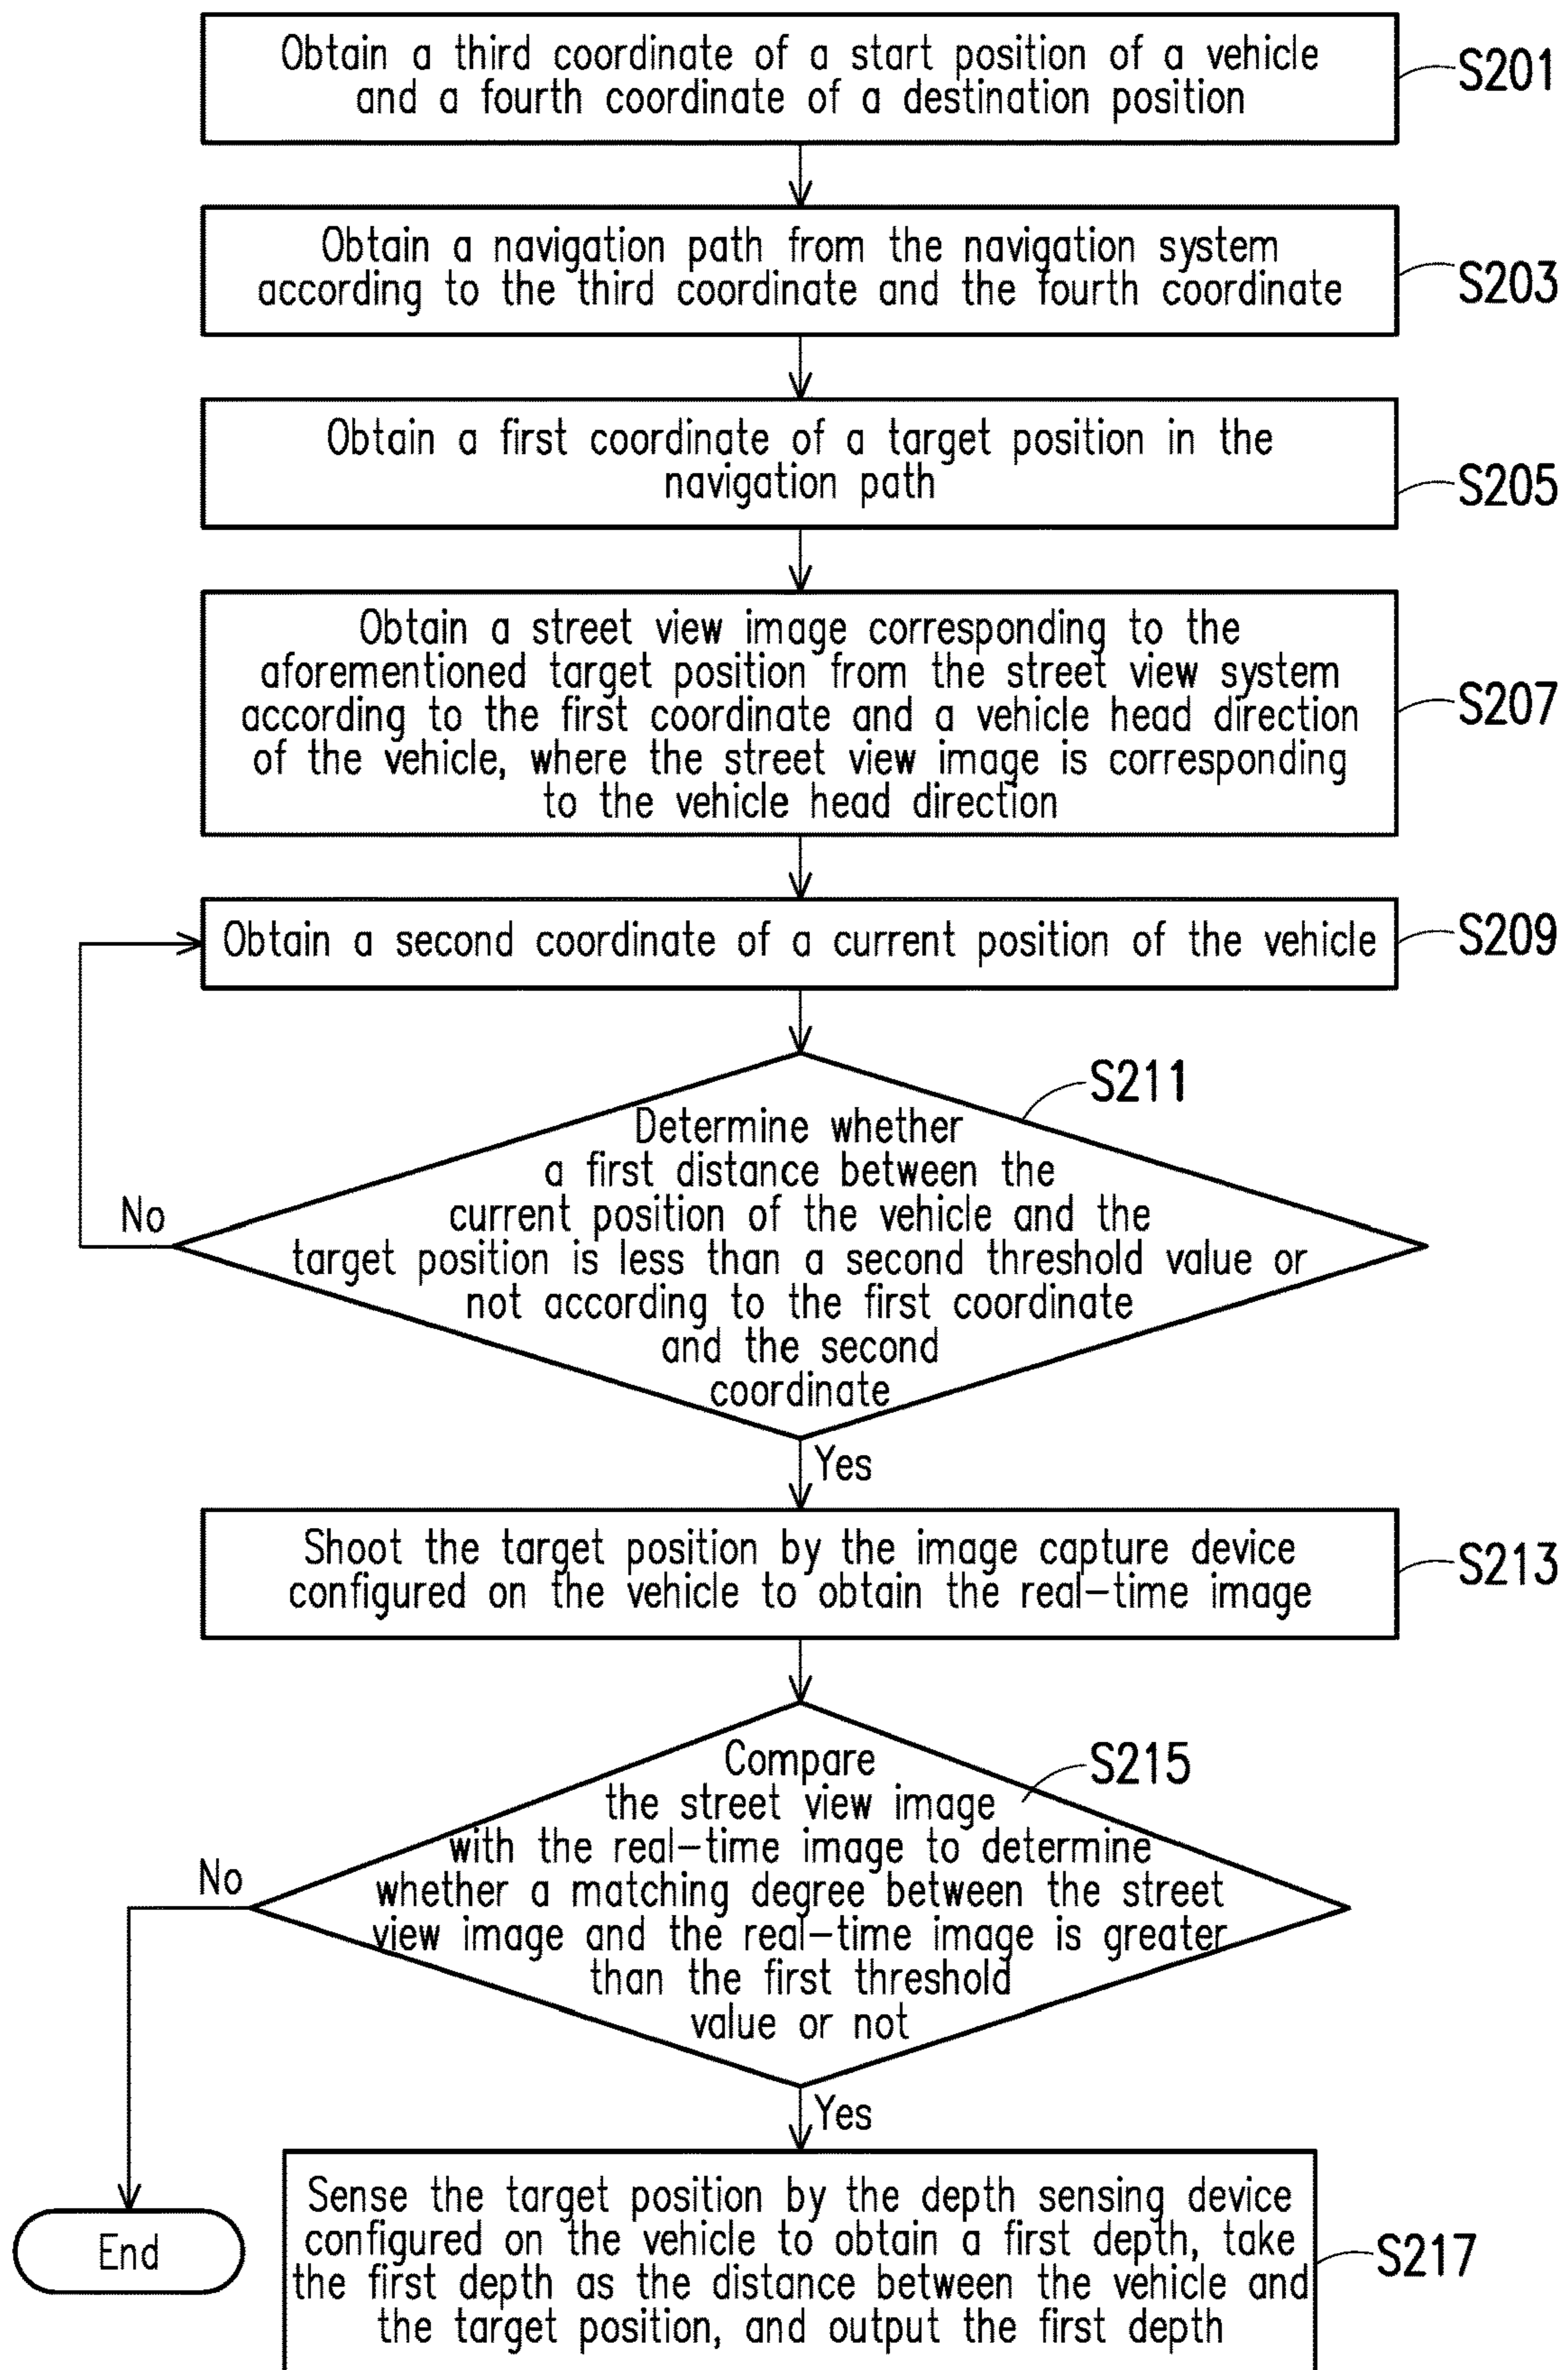 Obtain a third coordinate of a start position of a vehicle
and a fourth coordinate of a destination position
S201
Obtain a navigation path from the navigation system
according to the third coordinate and the fourth coordinate
S203
Obtain a first coordinate of a target position in the
navigation path
S205
Obtain a street view image corresponding to the
aforementioned target position from the street view system
according to the first coordinate and a vehicle head direction
of the vehicle, where the street view image is corresponding
to the vehicle head direction
S207
Obtain a second coordinate of a current position of the vehicle
S209
S211
Determine whether
a first distance between the
current position of the vehicle and the
target position is less than a second threshold value or
not according to the first coordinate
and the second
coordinate
No
Yes
Shoot the target position by the image capture device
configured on the vehicle to obtain the real-time image
S213
S215
Compare
the street view image
with the real-time image to determine
whether a matching degree between the street
view image and the real-time image is greater
than the first threshold
value or not
No
Yes
End
Sense the target position by the depth sensing device
configured on the vehicle to obtain a first depth, take
the first depth as the distance between the vehicle and
the target position, and output the first depth
S217